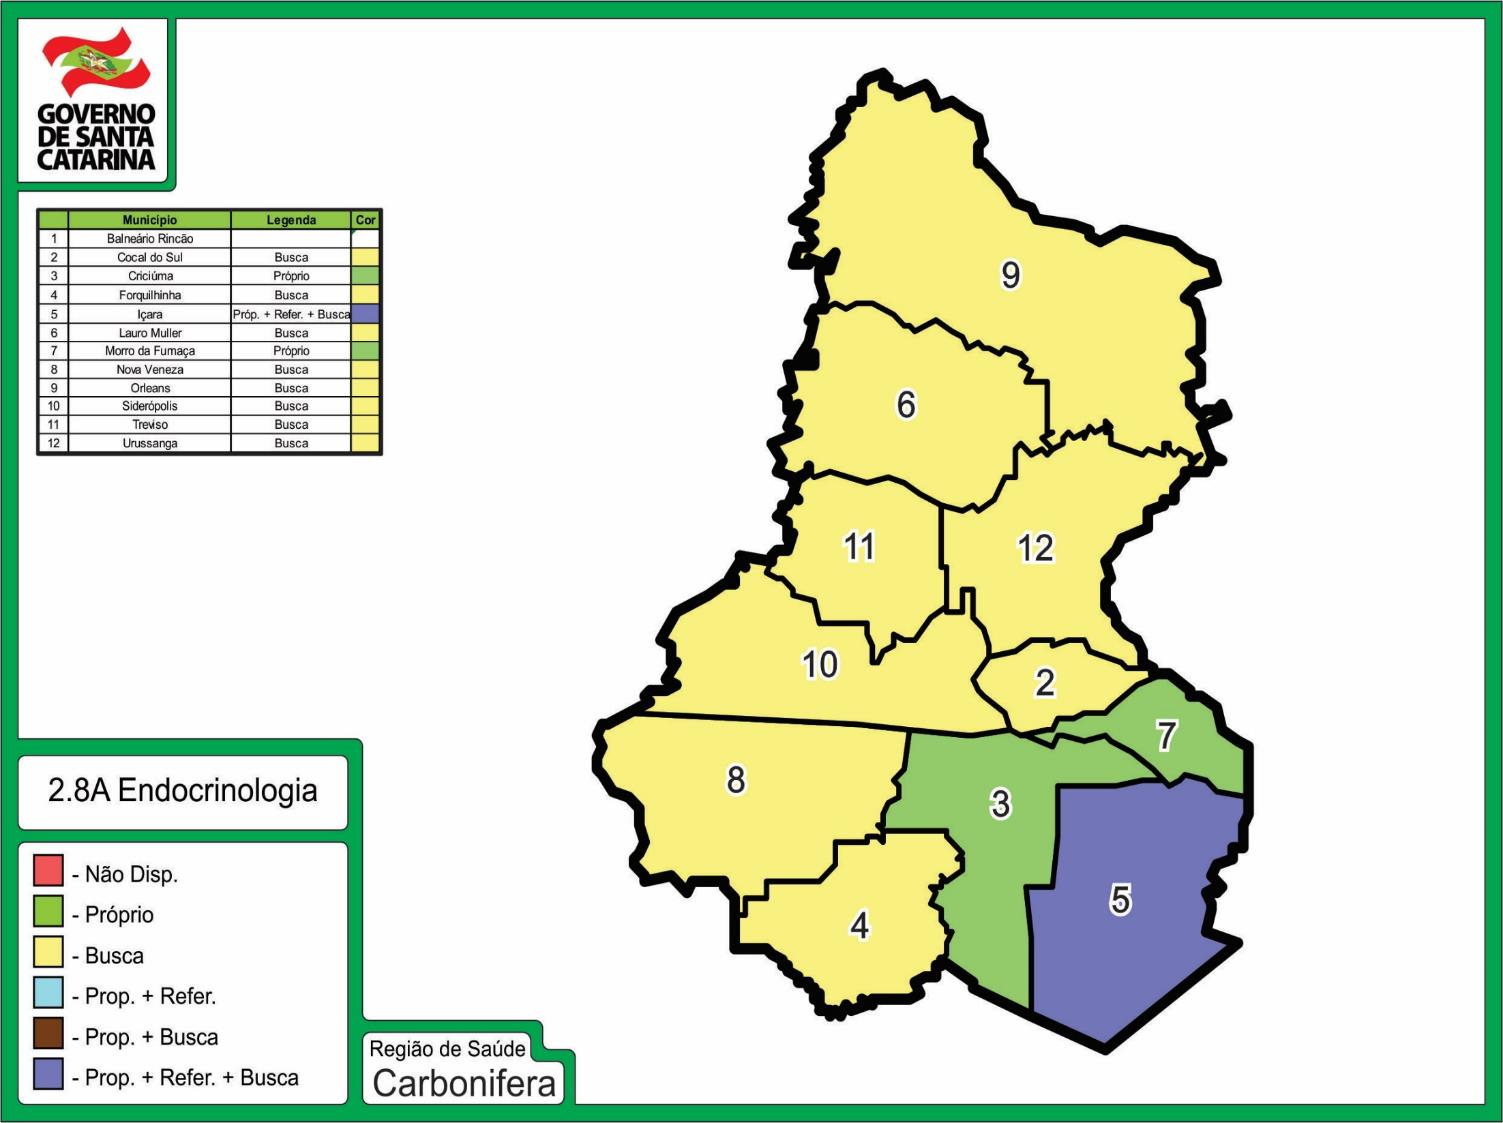 GOVERNO
DE SANTA
CATARINA
Município Legenda Cor
1 Balneário Rincão
2 Cocal do Sul Busca
3 Criciúma Próprio
4 Forquilhinha Busca
5 Içara Próp. + Refer. + Busca
6 Lauro Muller Busca
7 Morro da Fumaça Próprio
8 Nova Veneza Busca
9 Orleans Busca
10 Siderópolis Busca
11 Treviso Busca
12 Urussanga Busca
9
6
11
12
10
2
7
8
3
5
4
2.8A Endocrinologia
- Não Disp.
- Próprio
- Busca
- Prop. + Refer.
- Prop. + Busca
- Prop. + Refer. + Busca
Região de Saúde
Carbonifera